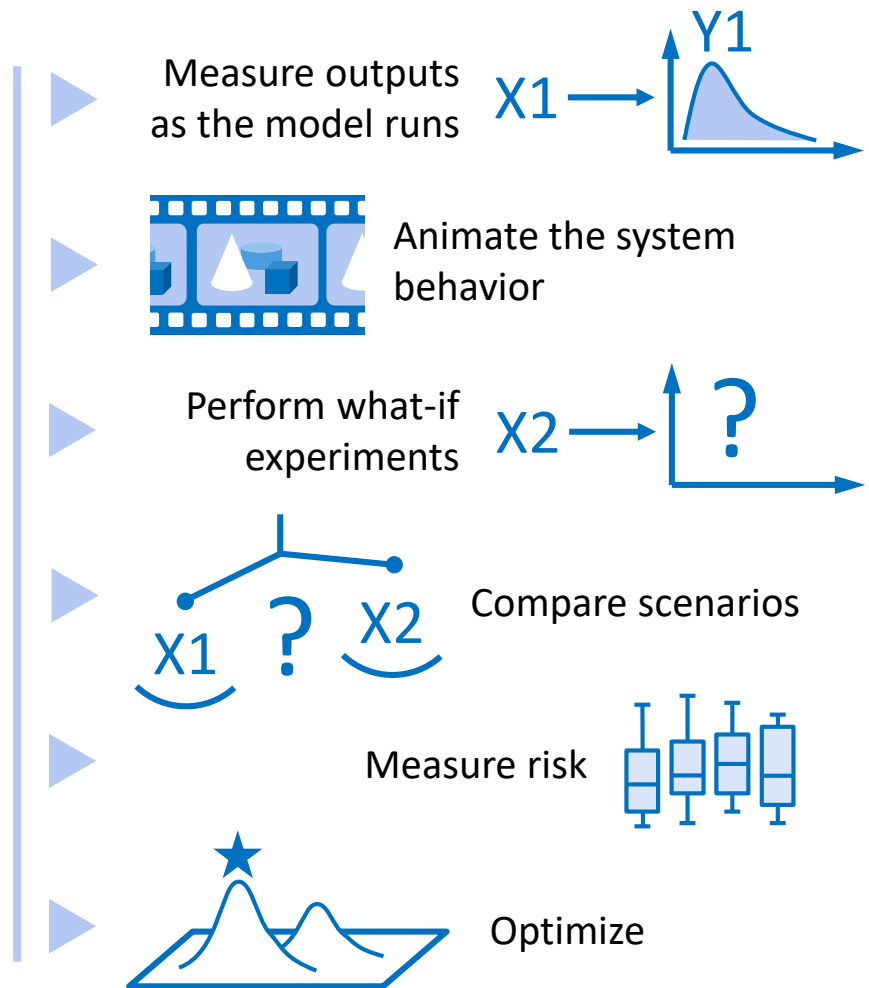 Y1
Measure outputs
as the model runs
X1
Animate the system
behavior
Perform what-if
experiments
X2
?
X1
?
X2
Compare scenarios
Measure risk
Optimize